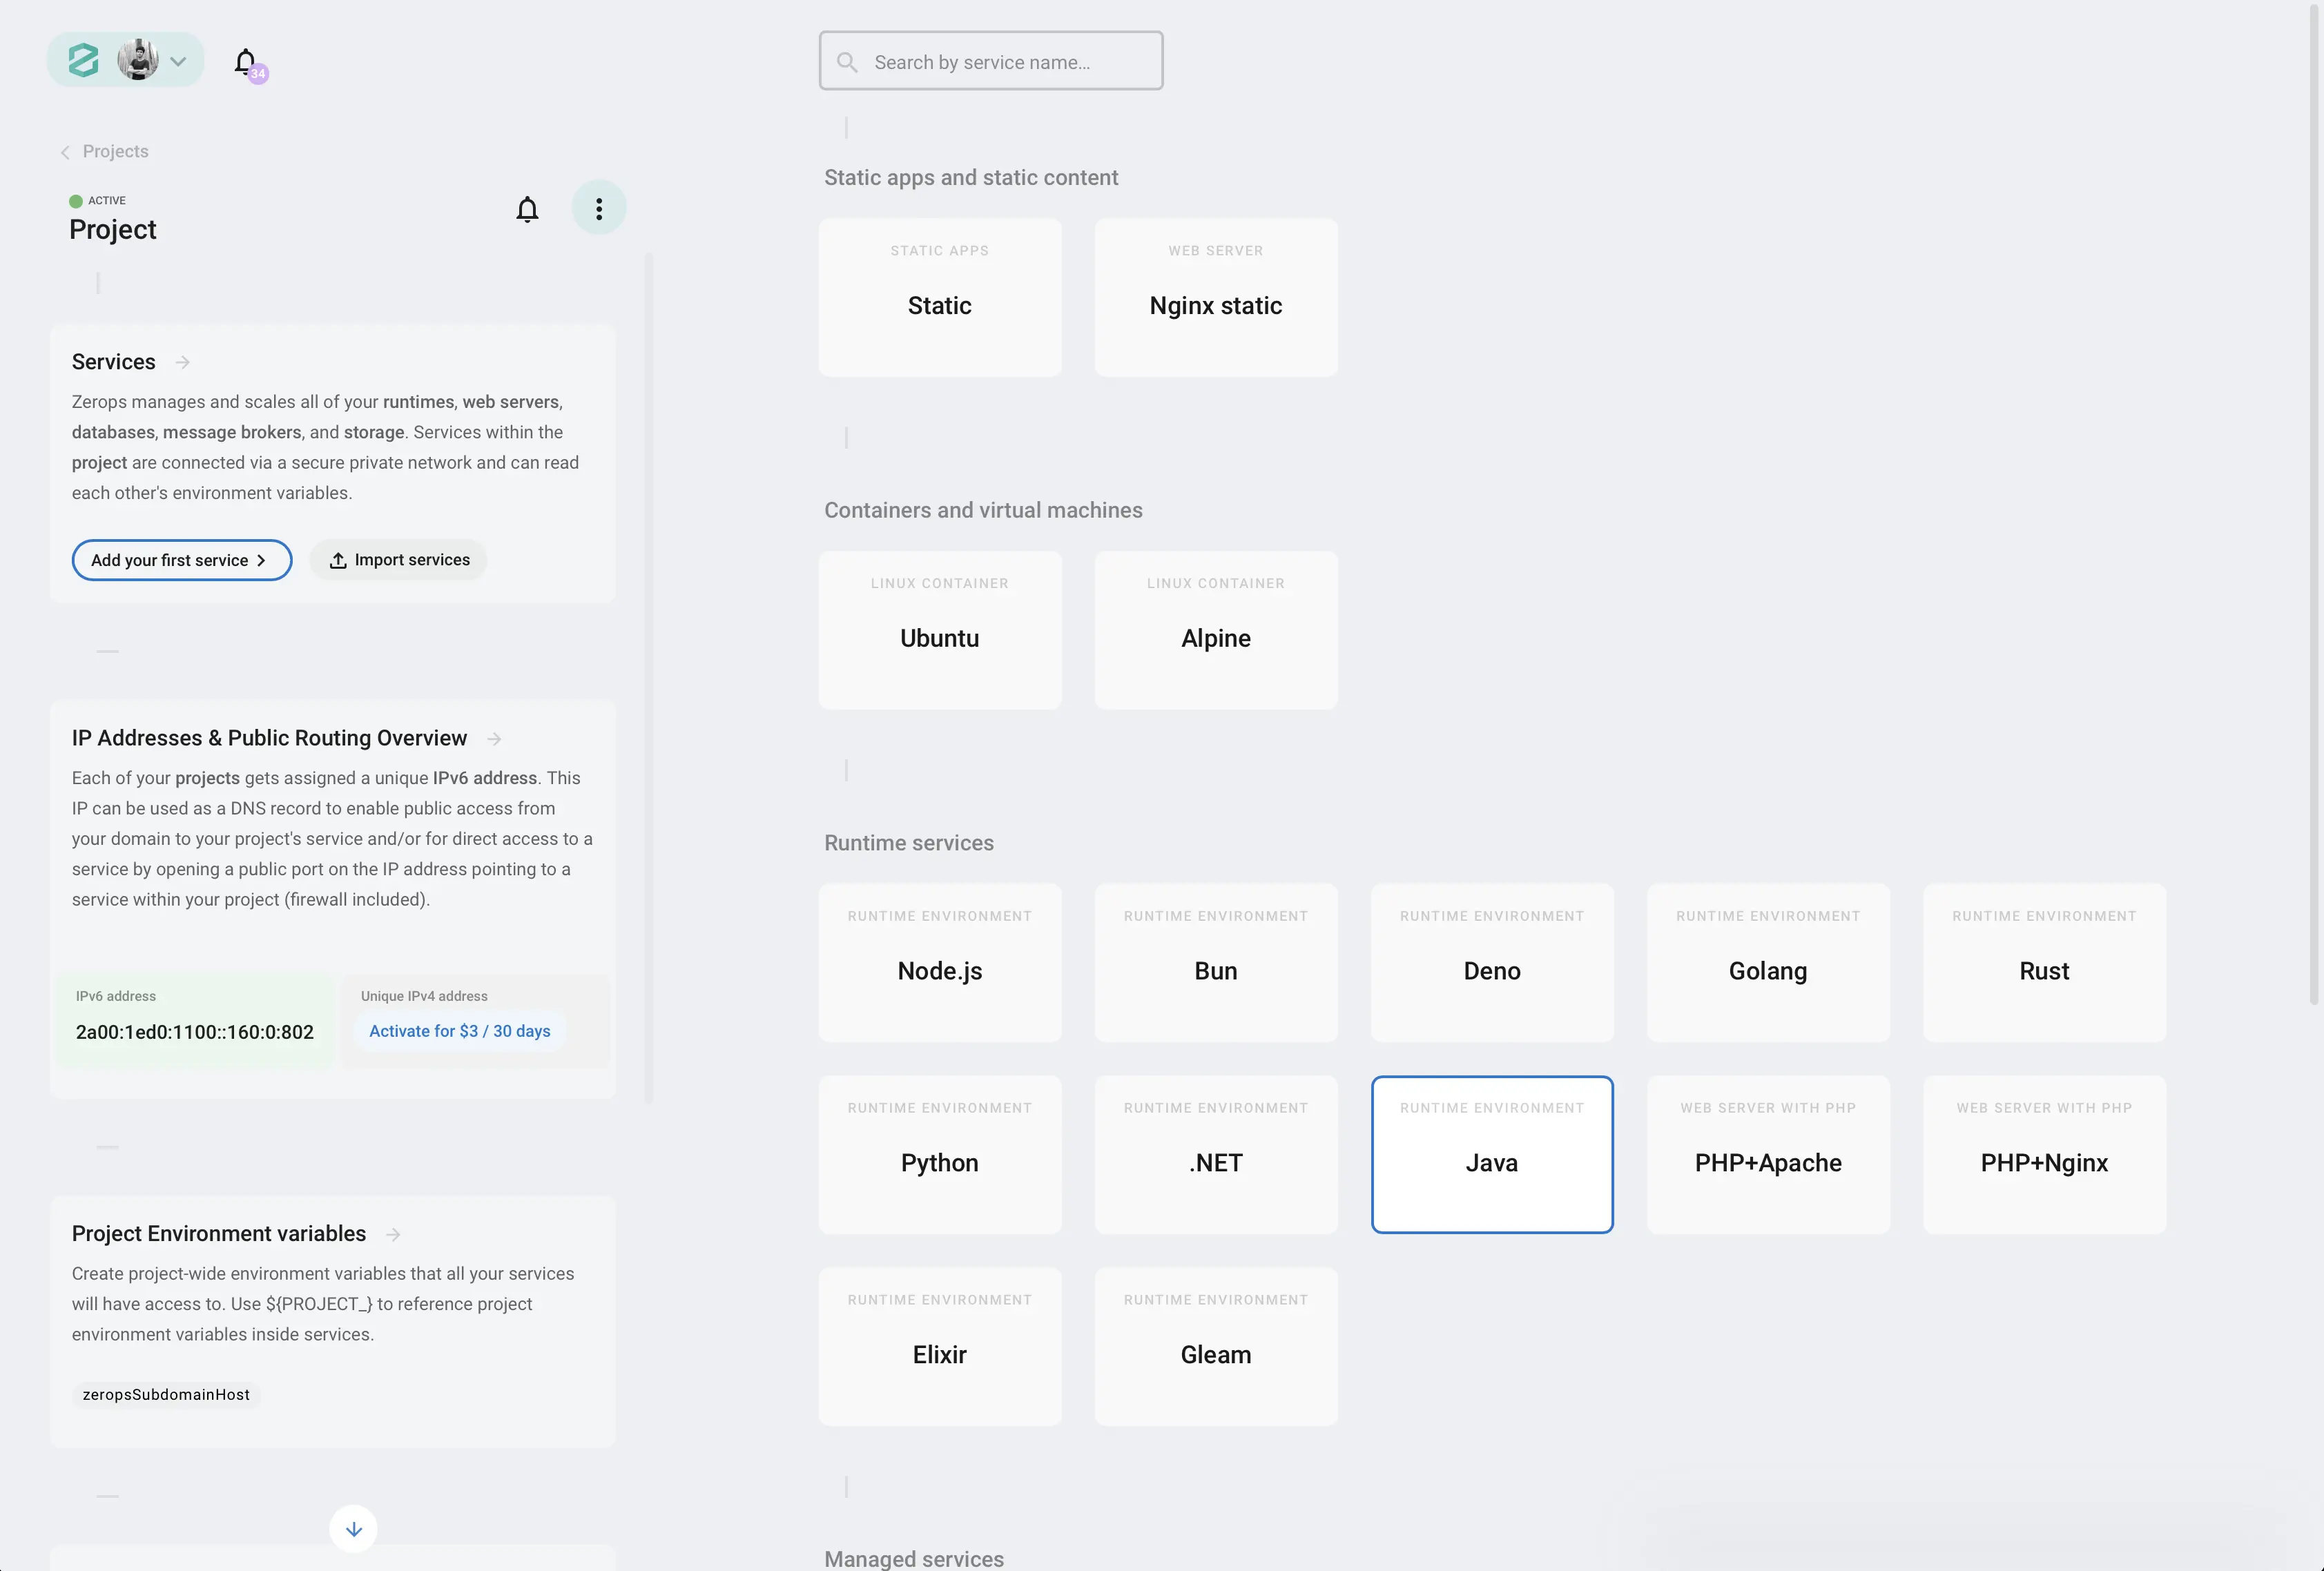 34
Projects
ACTIVE
Project
Services
Zerops manages and scales all of your runtimes, web servers,
databases, message brokers, and storage. Services within the
project are connected via a secure private network and can read
each other's environment variables.
Add your first service
Import services
IP Addresses & Public Routing Overview
Each of your projects gets assigned a unique IPv6 address. This
IP can be used as a DNS record to enable public access from
your domain to your project's service and/or for direct access to a
service by opening a public port on the IP address pointing to a
service within your project (firewall included).
IPv6 address
2a00:1ed0:1100::160:0:802
Unique IPv4 address
Activate for $3 / 30 days
Project Environment variables
Create project-wide environment variables that all your services
will have access to. Use ${PROJECT_} to reference project
environment variables inside services.
zeropsSubdomainHost
Search by service name...
Static apps and static content
STATIC APPS
Static
WEB SERVER
Nginx static
Containers and virtual machines
LINUX CONTAINER
Ubuntu
LINUX CONTAINER
Alpine
Runtime services
RUNTIME ENVIRONMENT
Node.js
RUNTIME ENVIRONMENT
Bun
RUNTIME ENVIRONMENT
Deno
RUNTIME ENVIRONMENT
Golang
RUNTIME ENVIRONMENT
Rust
RUNTIME ENVIRONMENT
Python
RUNTIME ENVIRONMENT
.NET
RUNTIME ENVIRONMENT
Java
WEB SERVER WITH PHP
PHP+Apache
WEB SERVER WITH PHP
PHP+Nginx
RUNTIME ENVIRONMENT
Elixir
RUNTIME ENVIRONMENT
Gleam
Managed services